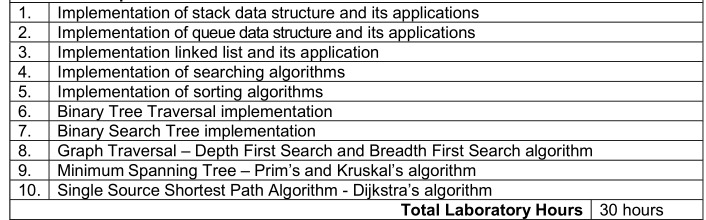 1. Implementation of stack data structure and its applications
2. Implementation of queue data structure and its applications
3. Implementation linked list and its application
4. Implementation of searching algorithms
5. Implementation of sorting algorithms
6. Binary Tree Traversal implementation
7. Binary Search Tree implementation
8. Graph Traversal – Depth First Search and Breadth First Search algorithm
9. Minimum Spanning Tree – Prim’s and Kruskal’s algorithm
10. Single Source Shortest Path Algorithm - Dijkstra’s algorithm
Total Laboratory Hours 30 hours